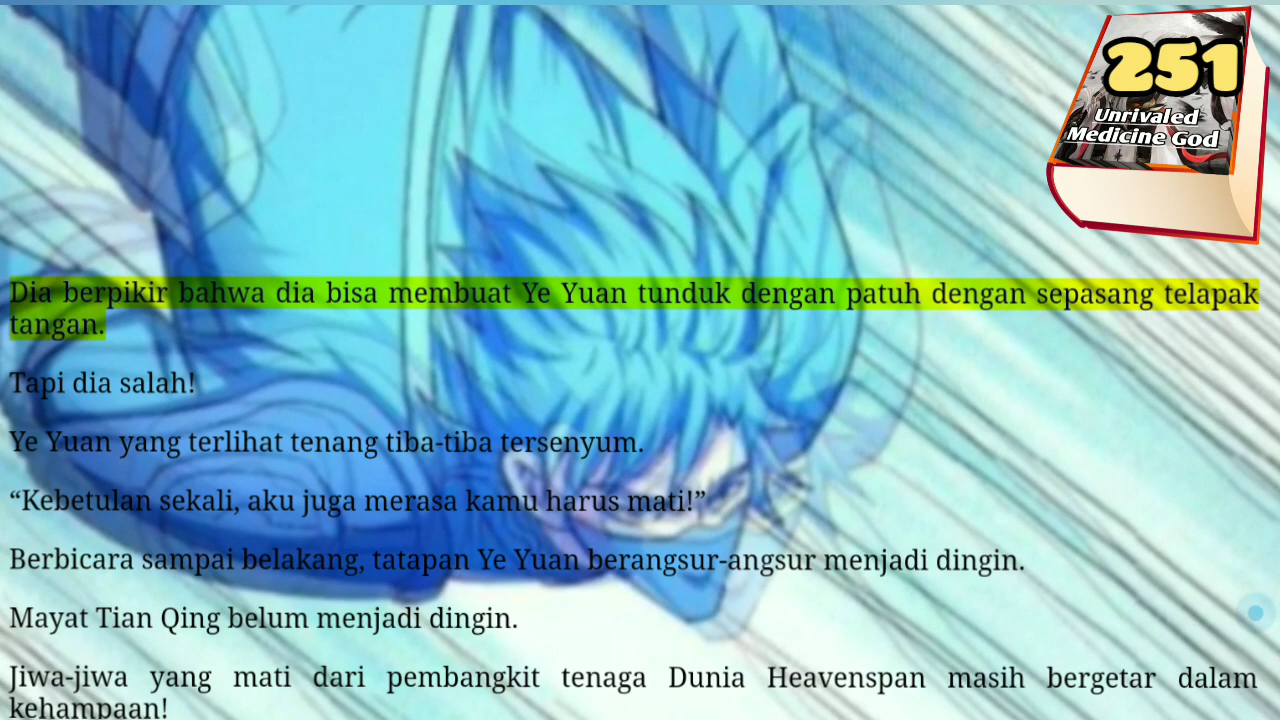 251
Unrivaled
Medicine God
Dia berpikir bahwa dia bisa membuat Ye Yuan tunduk dengan patuh dengan sepasang telapak
tangan.
Tapi dia salah!
Ye Yuan yang terlihat tenang tiba-tiba tersenyum.
“Kebetulan sekali, aku juga merasa kamu harus mati!”
Berbicara sampai belakang, tatapan Ye Yuan berangsur-angsur menjadi dingin.
Mayat Tian Qing belum menjadi dingin.
Jiwa-jiwa yang mati dari pembangkit tenaga Dunia Heavenspan masih bergetar dalam
kehampaan!